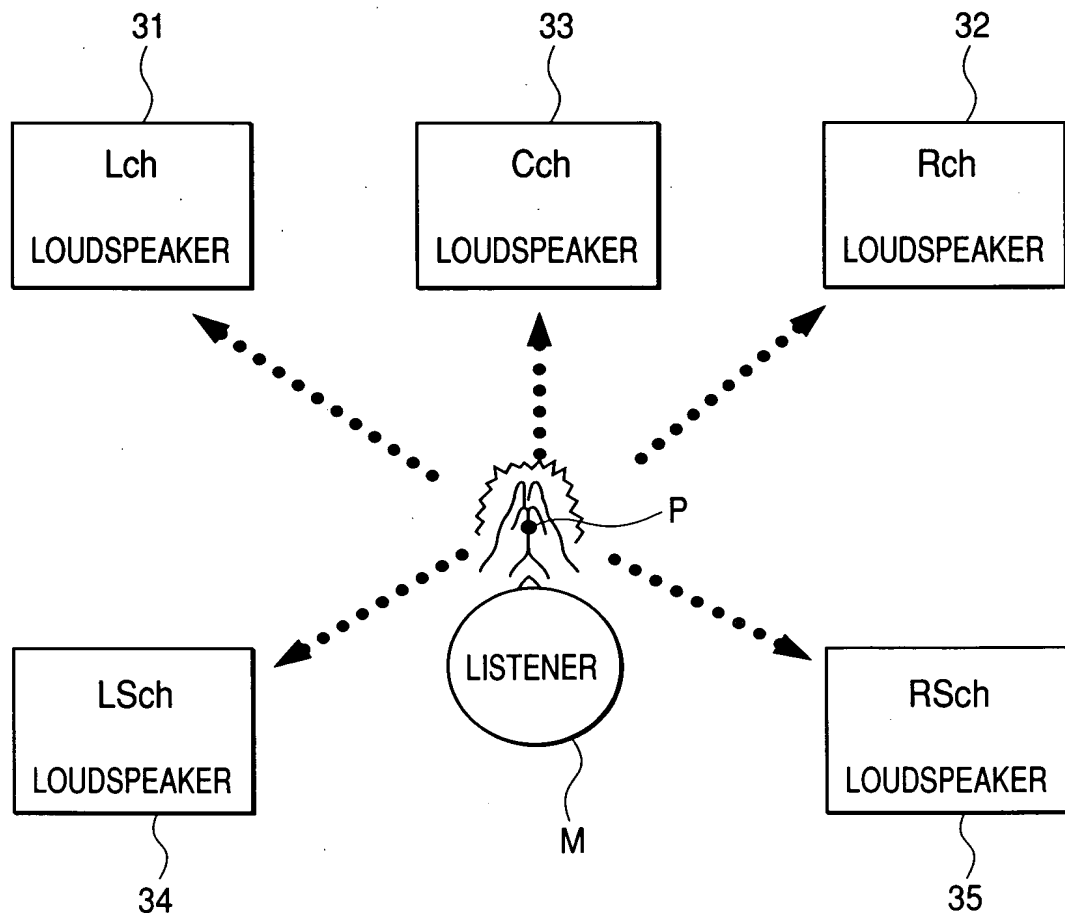 31
33
32
Lch
LOUDSPEAKER
Cch
LOUDSPEAKER
Rch
LOUDSPEAKER
P
LISTENER
LSch
LOUDSPEAKER
RSch
LOUDSPEAKER
M
34
35